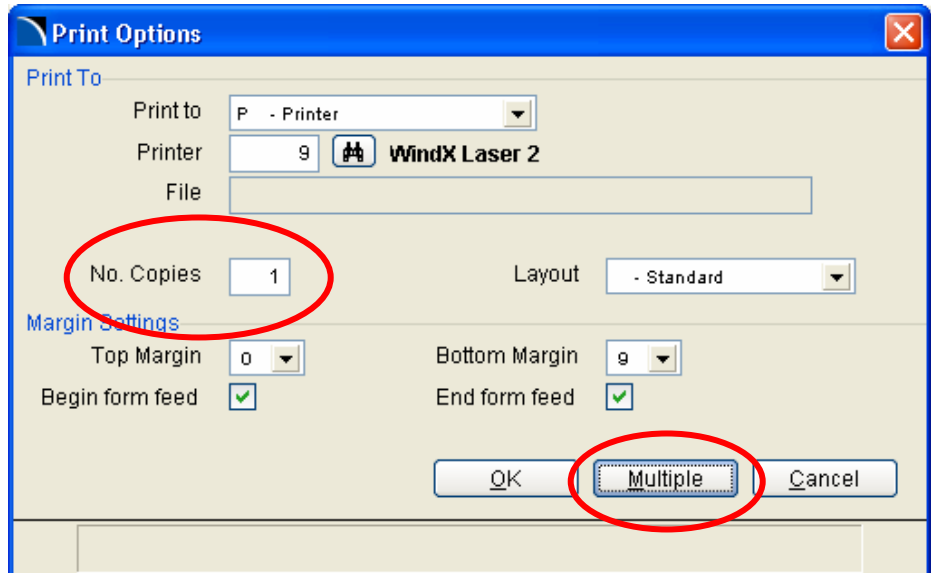 Print Options
Print To
Print to P - Printer
Printer 9 WindX Laser 2
File
No. Copies 1 Layout - Standard
Margin Settings
Top Margin 0 Bottom Margin 9
Begin form feed End form feed
OK Multiple Cancel